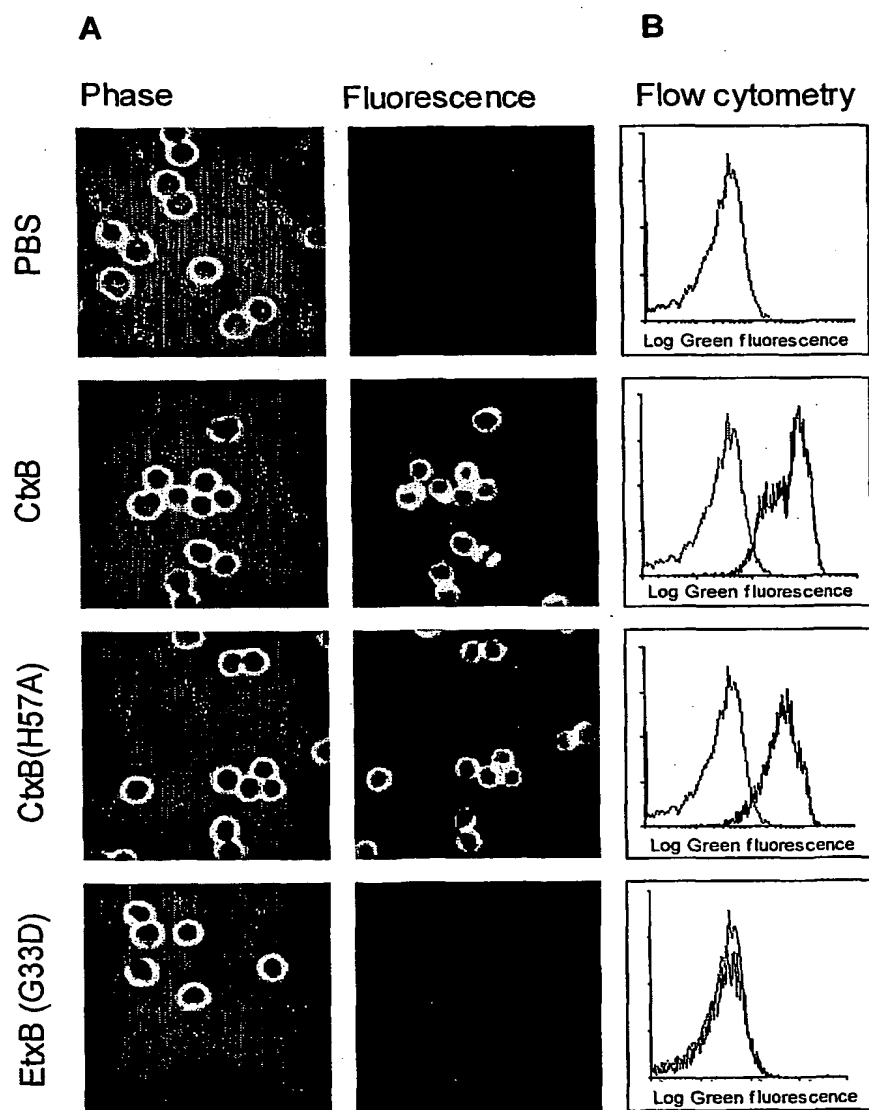 A B
Phase Fluorescence Flow cytometry
PBS
Log Green fluorescence
CtxB
Log Green fluorescence
CtxB(H57A)
Log Green fluorescence
EtxB (G33D)
Log Green fluorescence